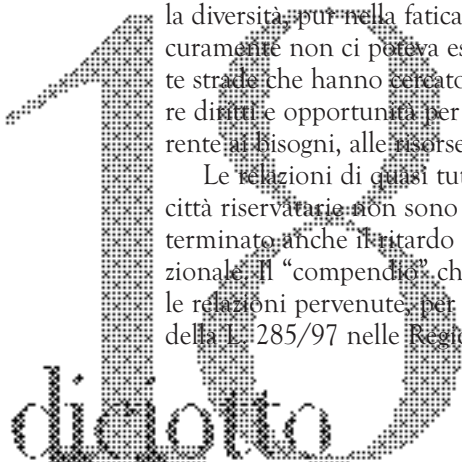 la diversità, pur nella fatica
curamente non ci poteva es
te strade che hanno cercato
re diritti e opportunità per
rente ai bisogni, alle risorse
Le relazioni di quasi tut
città riservatarie non sono
terminato anche il ritardo
zionale. Il “compendio” ch
le relazioni pervenute, per
della L. 285/97 nelle Regio
18
diciotto